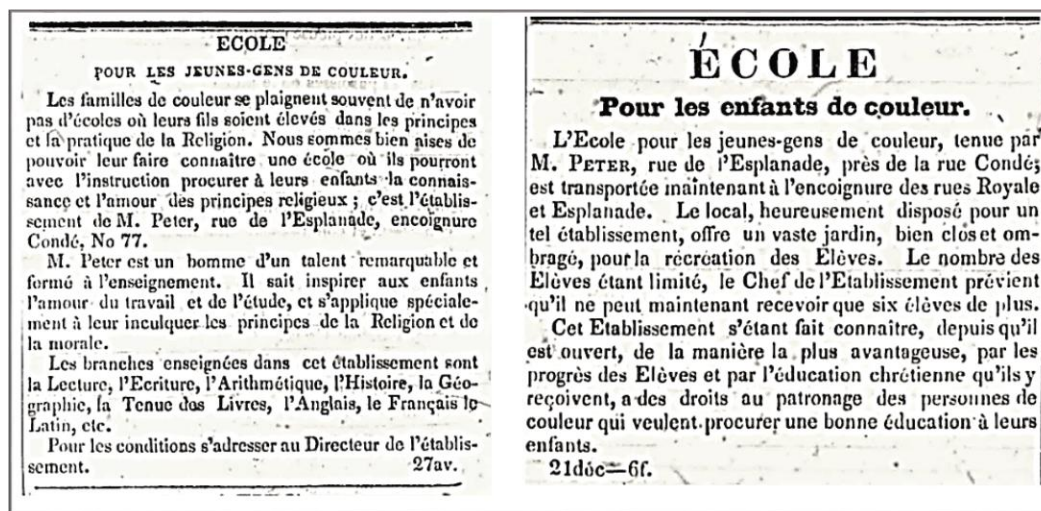 ECOLE
POUR LES JEUNES-GENS DE COULEUR.
Les familles de couleur se plaignent souvent de n'avoir
pas d'écoles où leurs fils soient élevés dans les principes
et la pratique de la Religion. Nous sommes bien aises de
pouvoir leur faire connaître une école où ils pourront
avec l'instruction procurer à leurs enfants la connais-
sance et l'amour des principes religieux ; c'est l'établis-
sement de M. Peter, rue de l'Esplanade, encoignure
Condé, No 77.
M. Peter est un homme d'un talent remarquable et
formé à l'enseignement. Il sait inspirer aux enfants
l'amour du travail et de l'étude, et s'applique spéciale-
ment à leur inculquer les principes de la Religion et de
la morale.
Les branches enseignées dans cet établissement sont
la Lecture, l'Ecriture, l'Arithmétique, l'Histoire, la Géo-
graphie, la Tenue des Livres, l'Anglais, le Français le
Latin, etc.
Pour les conditions s'adresser au Directeur de l'établis-
sement. 27av.
ÉCOLE
Pour les enfants de couleur.
L'Ecole pour les jeunes-gens de couleur, tenue par
M. PETER, rue de l'Esplanade, près de la rue Condé;
est transportée maintenant à l'encoignure des rues Royale
et Esplanade. Le local, heureusement disposé pour un
tel établissement, offre un vaste jardin, bien clos et om-
bragé, pour la récréation des Elèves. Le nombre des
Elèves étant limité, le Chef de l'Etablissement prévient
qu'il ne peut maintenant recevoir que six élèves de plus.
Cet Etablissement s'étant fait connaître, depuis qu'il
est ouvert, de la manière la plus avantageuse, par les
progrès des Elèves et par l'éducation chrétienne qu'ils y
reçoivent, a des droits au patronage des personnes de
couleur qui veulent procurer une bonne éducation à leurs
enfants.
21déc—6f.